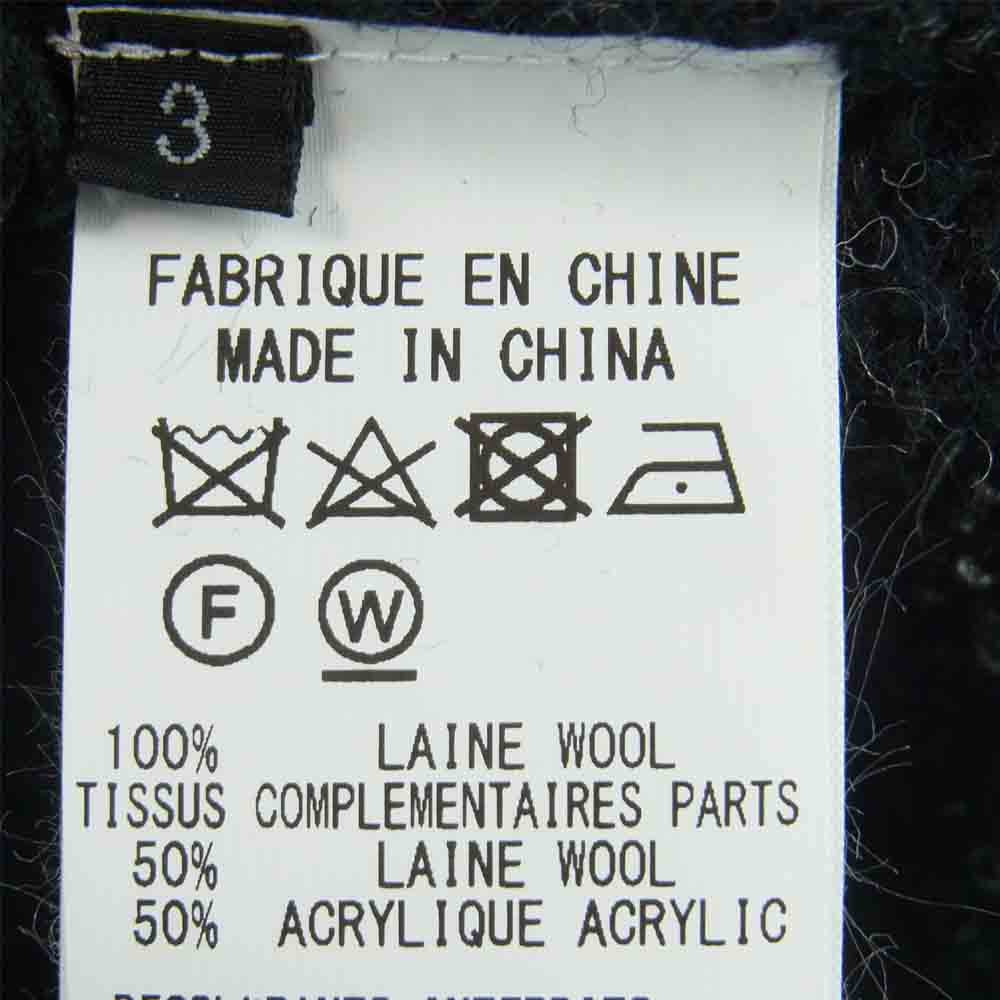 3
FABRIQUE EN CHINE
MADE IN CHINA
F W
100% LAINE WOOL
TISSUS COMPLEMENTAIRES PARTS
50% LAINE WOOL
50% ACRYLIQUE ACRYLIC